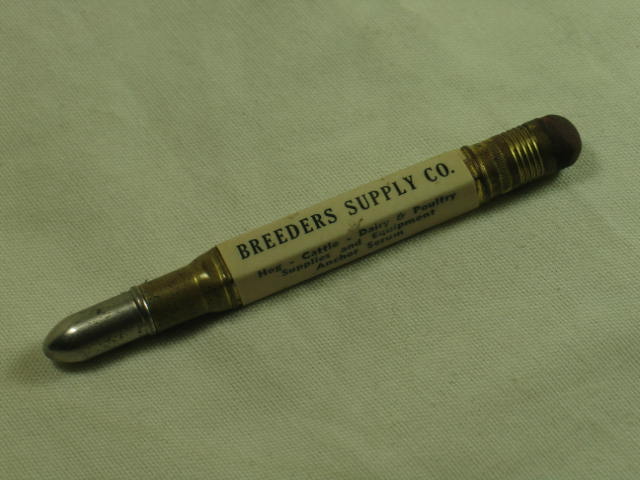 BREEDERS SUPPLY CO.
Hog - Cattle - Dairy & Poultry
Supplies and Equipment
Anchor Serum